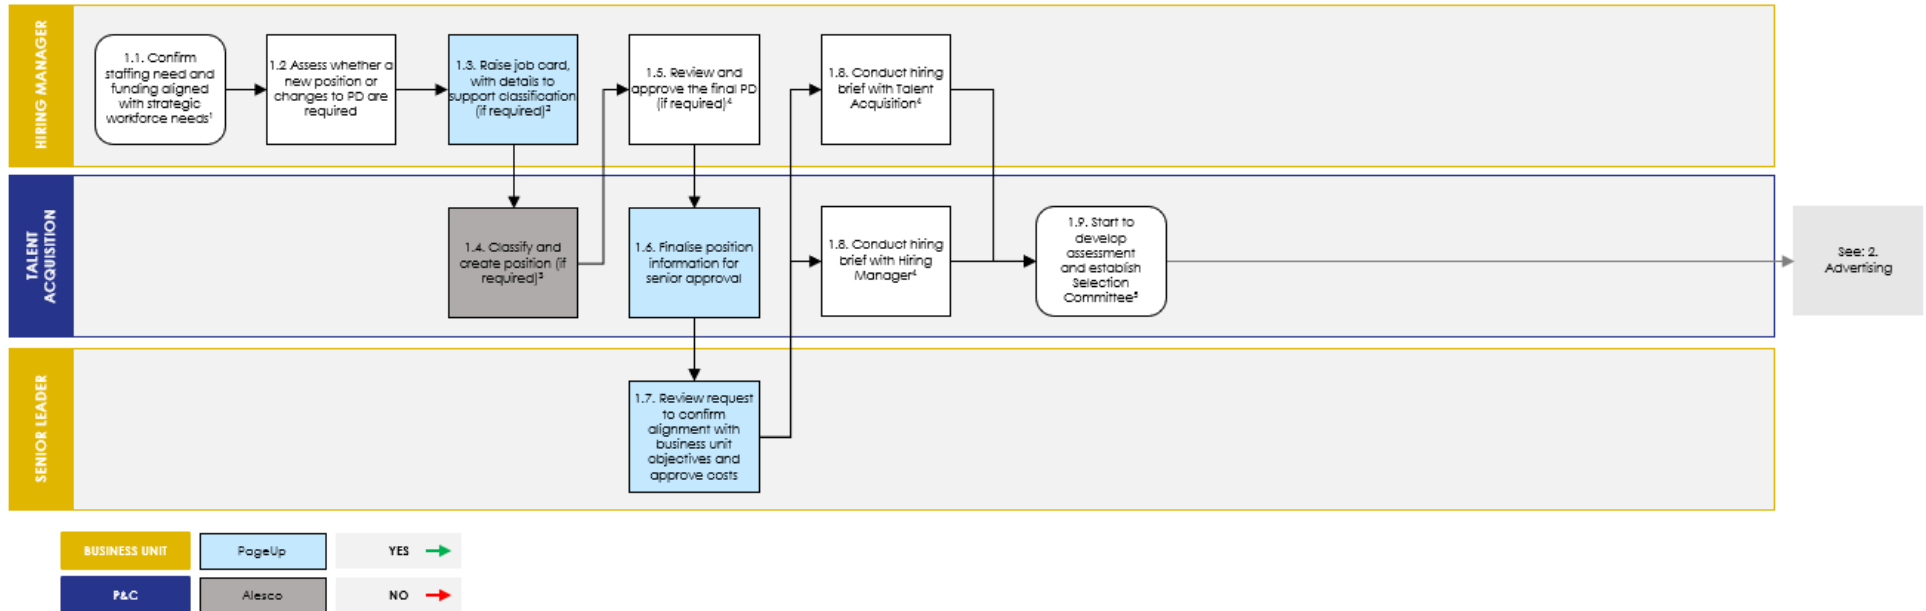 HIRING MANAGER
1.1. Confirm
staffing need and
funding aligned
with strategic
workforce needs¹
1.2 Assess whether a
new position or
changes to PD are
required
1.3. Raise job card,
with details to
support classification
(if required)²
1.5. Review and
approve the final PD
(if required)⁴
1.8. Conduct hiring
brief with Talent
Acquisition⁴
TALENT
ACQUISITION
1.4. Classify and
create position (if
required)³
1.6. Finalise position
information for
senior approval
1.8. Conduct hiring
brief with Hiring
Manager⁴
1.9. Start to
develop
assessment
and establish
Selection
Committee⁵
See: 2.
Advertising
SENIOR LEADER
1.7. Review request
to confirm
alignment with
business unit
objectives and
approve costs
BUSINESS UNIT
PageUp
YES
P&C
Alesco
NO